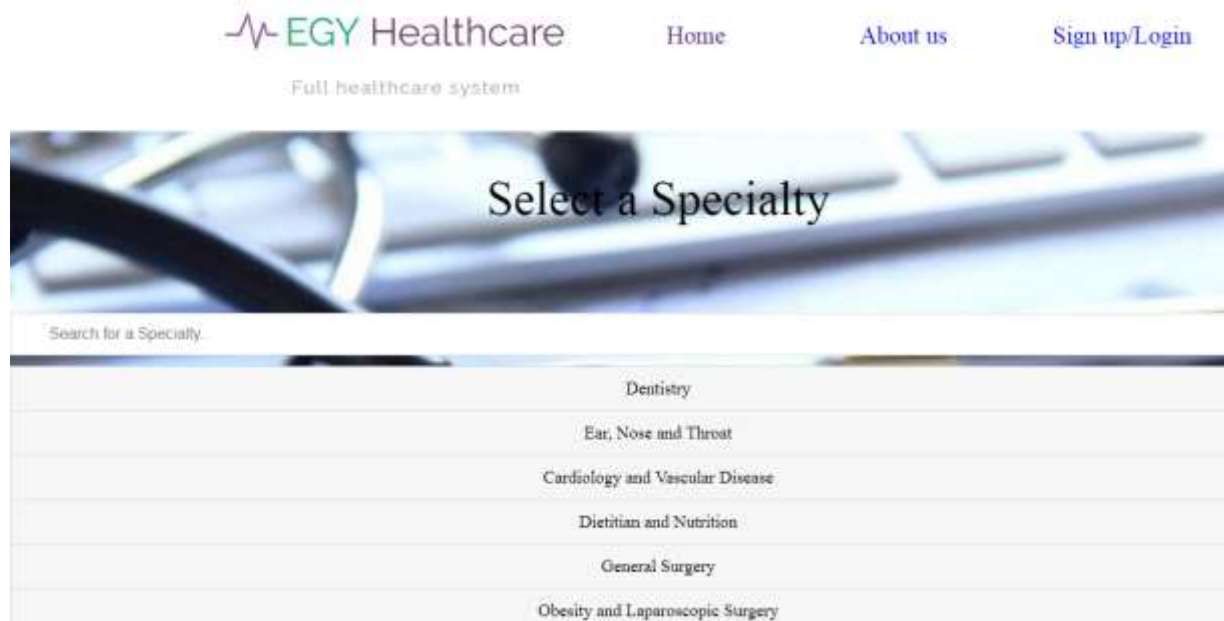 EGY Healthcare
Home
About us
Sign up/Login
Full healthcare system
Select a Specialty
Search for a Specialty..
Dentistry
Ear, Nose and Throat
Cardiology and Vascular Disease
Dietitian and Nutrition
General Surgery
Obesity and Laparoscopic Surgery